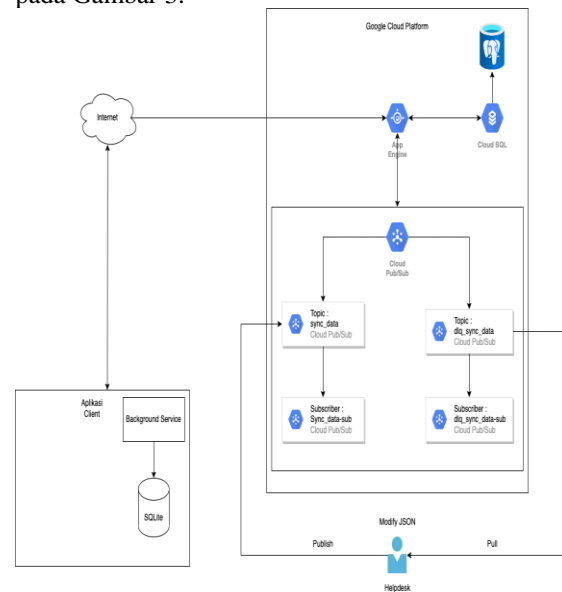 pada Gambar 3.
Google Cloud Platform
Internet
App
Engine
Cloud SQL
Cloud
Pub/Sub
Topic :
sync_data
Cloud Pub/Sub
Topic :
dlq_sync_data
Cloud Pub/Sub
Subscriber :
Sync_data-sub
Cloud Pub/Sub
Subscriber :
dlq_sync_data-sub
Cloud Pub/Sub
Aplikasi
Client
Background Service
SQLite
Modify JSON
Publish
Pull
Helpdesk